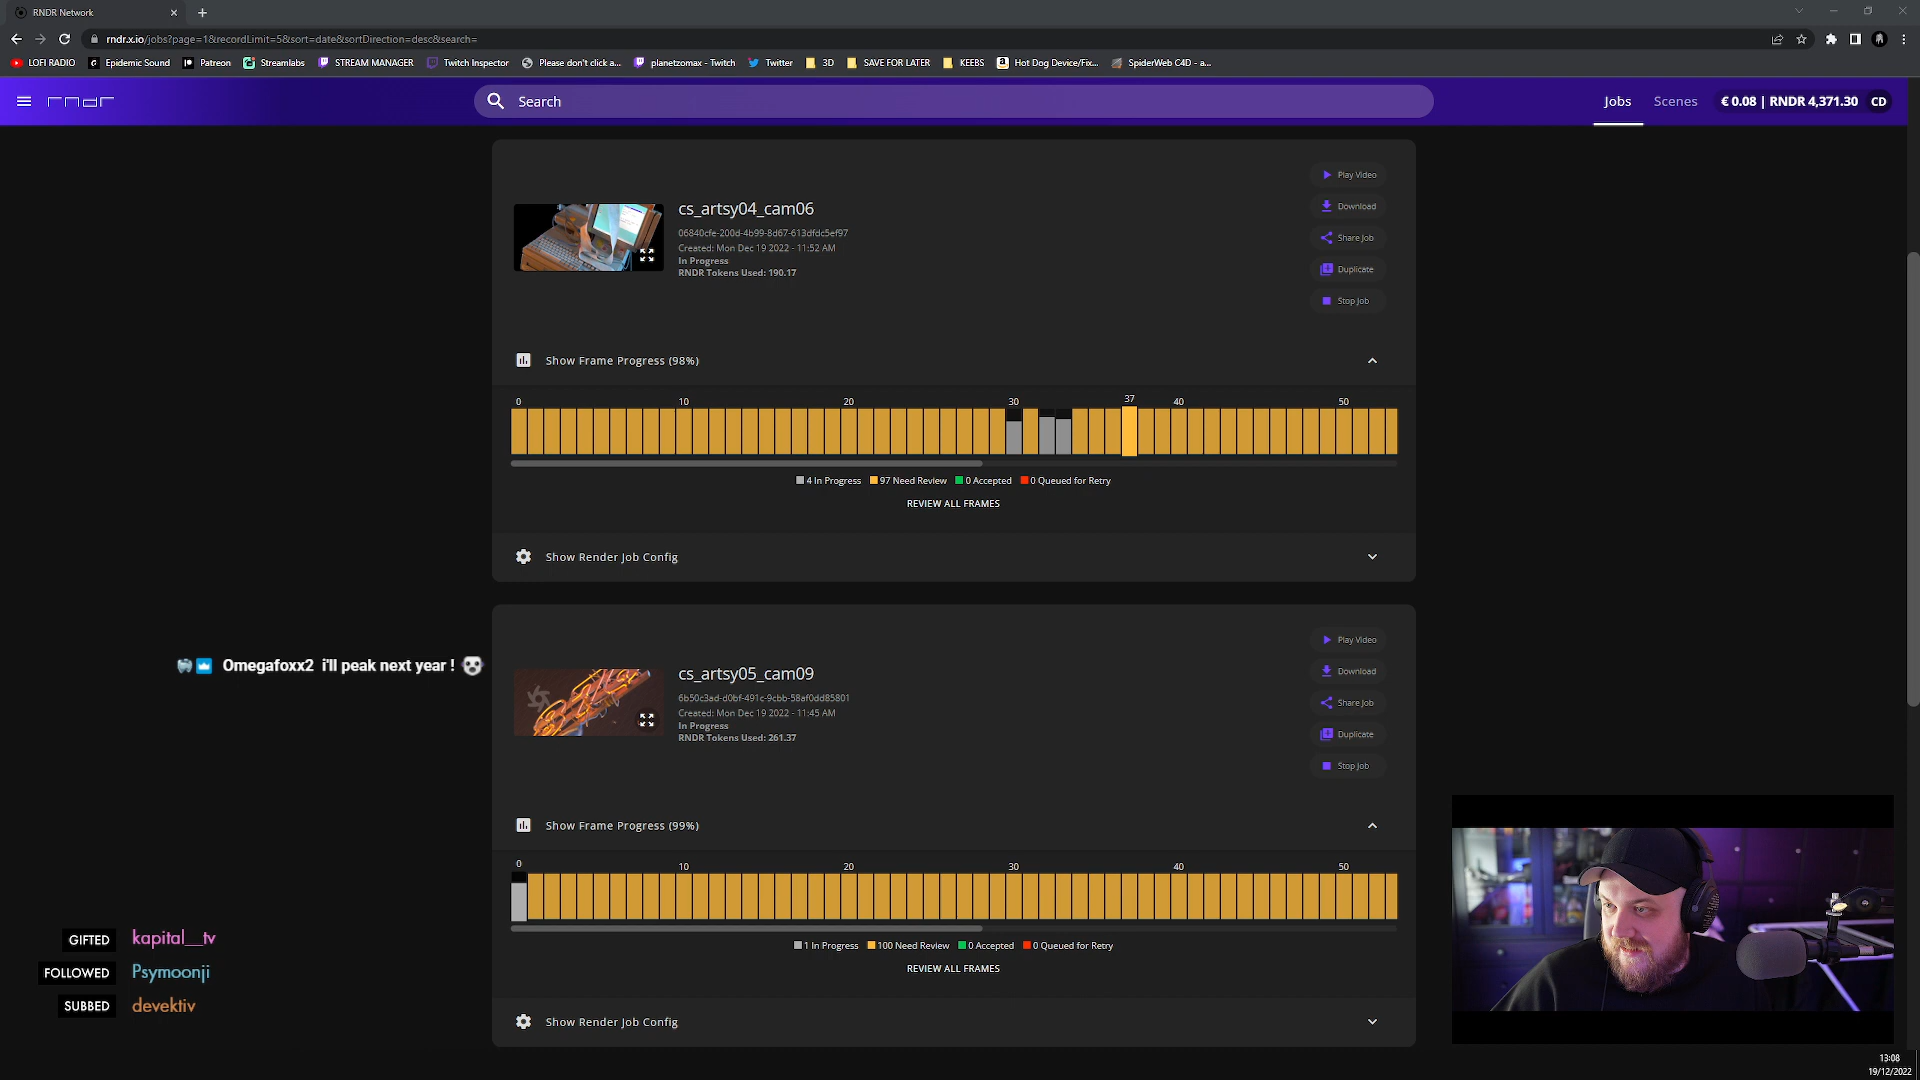 RNDR Network
rndr.x.io/jobs?page=1&recordLimit=5&sort=date&sortDirection=desc&search=
LOFI RADIO
Epidemic Sound
Patreon
Streamlabs
STREAM MANAGER
Twitch Inspector
Please don't click a...
planetzomax - Twitch
Twitter
3D
SAVE FOR LATER
KEEBS
Hot Dog Device/Fix...
SpiderWeb C4D - a...
rndr
Search
Jobs
Scenes
€ 0.08 | RNDR 4,371.30
CD
cs_artsy04_cam06
06840cfe-200d-4b99-8d67-613dfdc5ef97
Created: Mon Dec 19 2022 - 11:52 AM
In Progress
RNDR Tokens Used: 190.17
Play Video
Download
Share Job
Duplicate
Stop Job
Show Frame Progress (98%)
0 10 20 30 37 40 50
4 In Progress 97 Need Review 0 Accepted 0 Queued for Retry
REVIEW ALL FRAMES
Show Render Job Config
Omegafoxx2 i'll peak next year !
cs_artsy05_cam09
6b50c3ad-d0bf-491c-9cbb-58af0dd85801
Created: Mon Dec 19 2022 - 11:45 AM
In Progress
RNDR Tokens Used: 261.37
Play Video
Download
Share Job
Duplicate
Stop Job
Show Frame Progress (99%)
0 10 20 30 40 50
1 In Progress 100 Need Review 0 Accepted 0 Queued for Retry
REVIEW ALL FRAMES
Show Render Job Config
GIFTED kapital__tv
FOLLOWED Psymoonji
SUBBED devektiv
13:08
19/12/2022